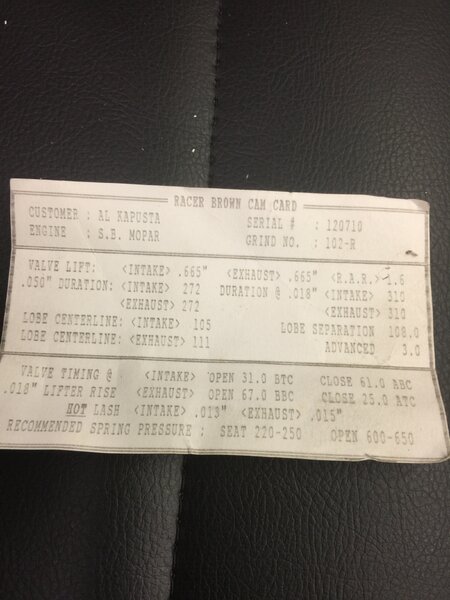 RACER BROWN CAM CARD
CUSTOMER : AL KAPUSTA SERIAL # : 120710
ENGINE : S.B. MOPAR GRIND NO. : 102-R
VALVE LIFT: <INTAKE> .665" <EXHAUST> .665" <R.A.R.> 1.6
.050" DURATION: <INTAKE> 272 DURATION @ .018" <INTAKE> 310
<EXHAUST> 272 <EXHAUST> 310
LOBE CENTERLINE: <INTAKE> 105 LOBE SEPARATION 108.0
LOBE CENTERLINE: <EXHAUST> 111 ADVANCED 3.0
VALVE TIMING @ <INTAKE> OPEN 31.0 BTC CLOSE 61.0 ABC
.018" LIFTER RISE <EXHAUST> OPEN 67.0 BBC CLOSE 25.0 ATC
HOT LASH <INTAKE> .013" <EXHAUST> .015"
RECOMMENDED SPRING PRESSURE : SEAT 220-250 OPEN 600-650